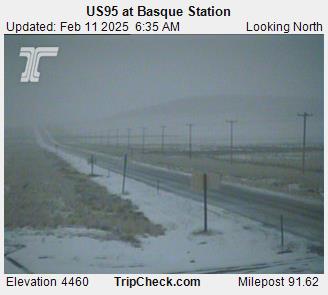 US95 at Basque Station
Updated: Feb 11 2025 6:35 AM Looking North
Elevation 4460 TripCheck.com Milepost 91.62